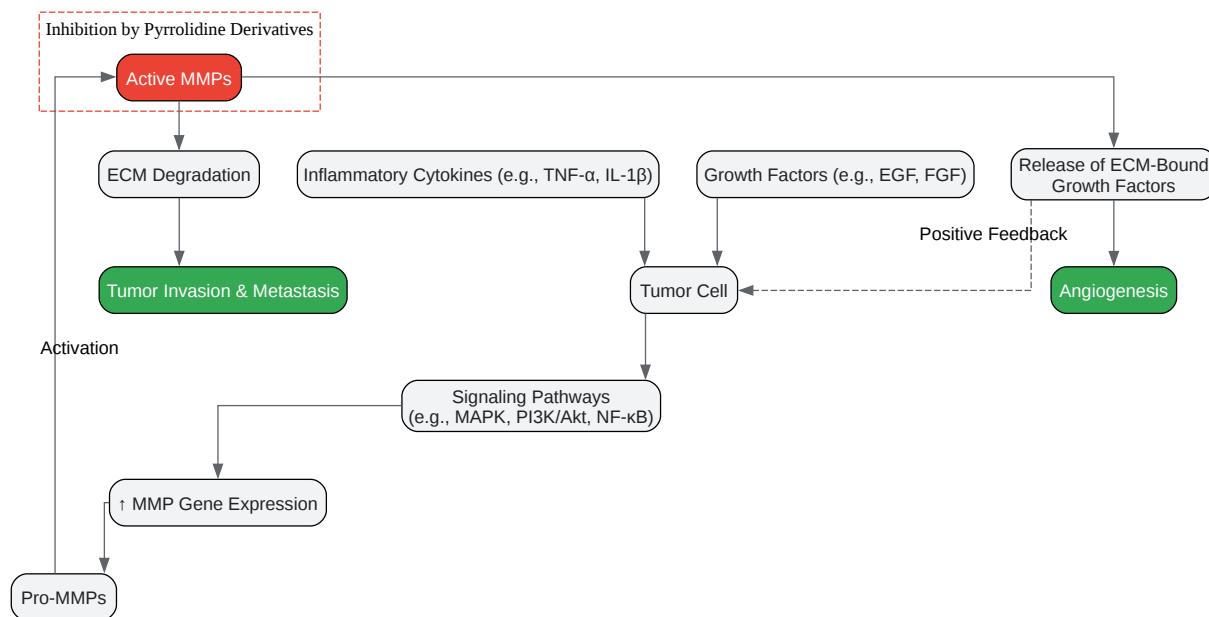 Inhibition by Pyrrolidine Derivatives
Active MMPs
ECM Degradation
Inflammatory Cytokines (e.g., TNF-α, IL-1β)
Growth Factors (e.g., EGF, FGF)
Release of ECM-Bound
Growth Factors
Positive Feedback
Tumor Invasion & Metastasis
Tumor Cell
Angiogenesis
Activation
Signaling Pathways
(e.g., MAPK, PI3K/Akt, NF-κB)
↑ MMP Gene Expression
Pro-MMPs